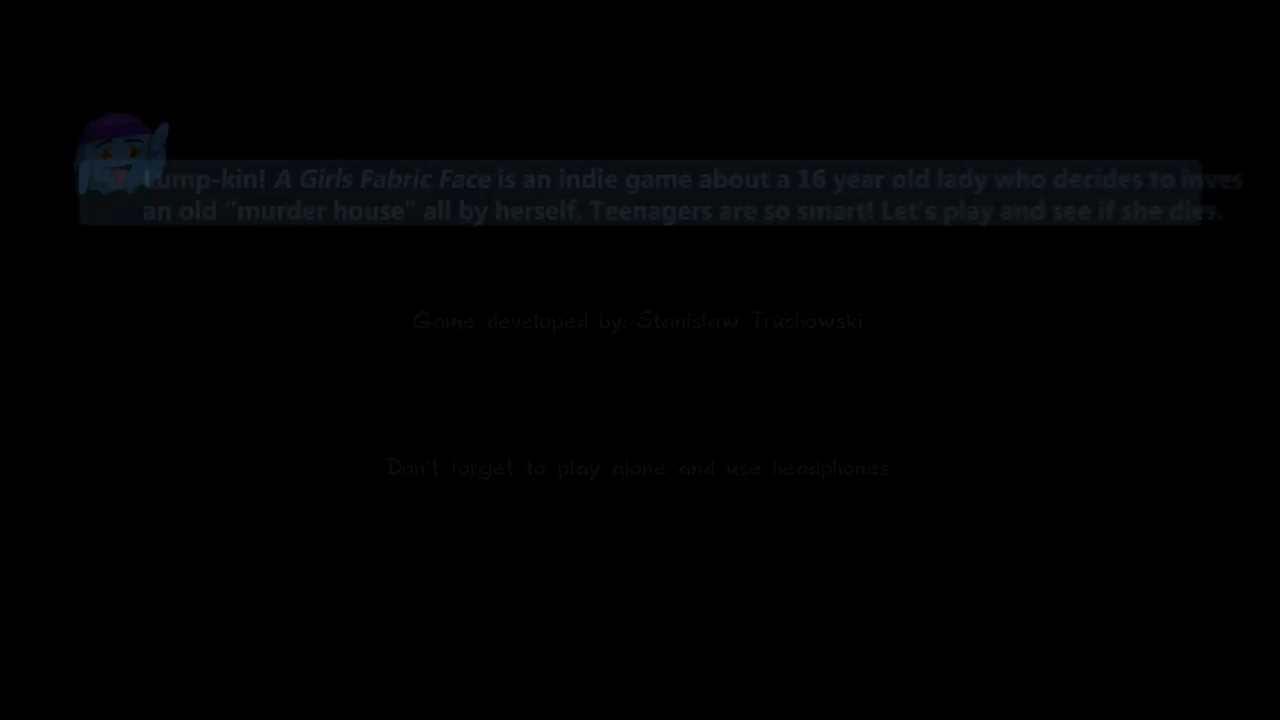 Lump-kin! A Girls Fabric Face is an indie game about a 16 year old lady who decides to inves
an old “murder house” all by herself. Teenagers are so smart! Let's play and see if she dies.
Game developed by: Stanislaw Truchowski
Don't forget to play alone and use headphones